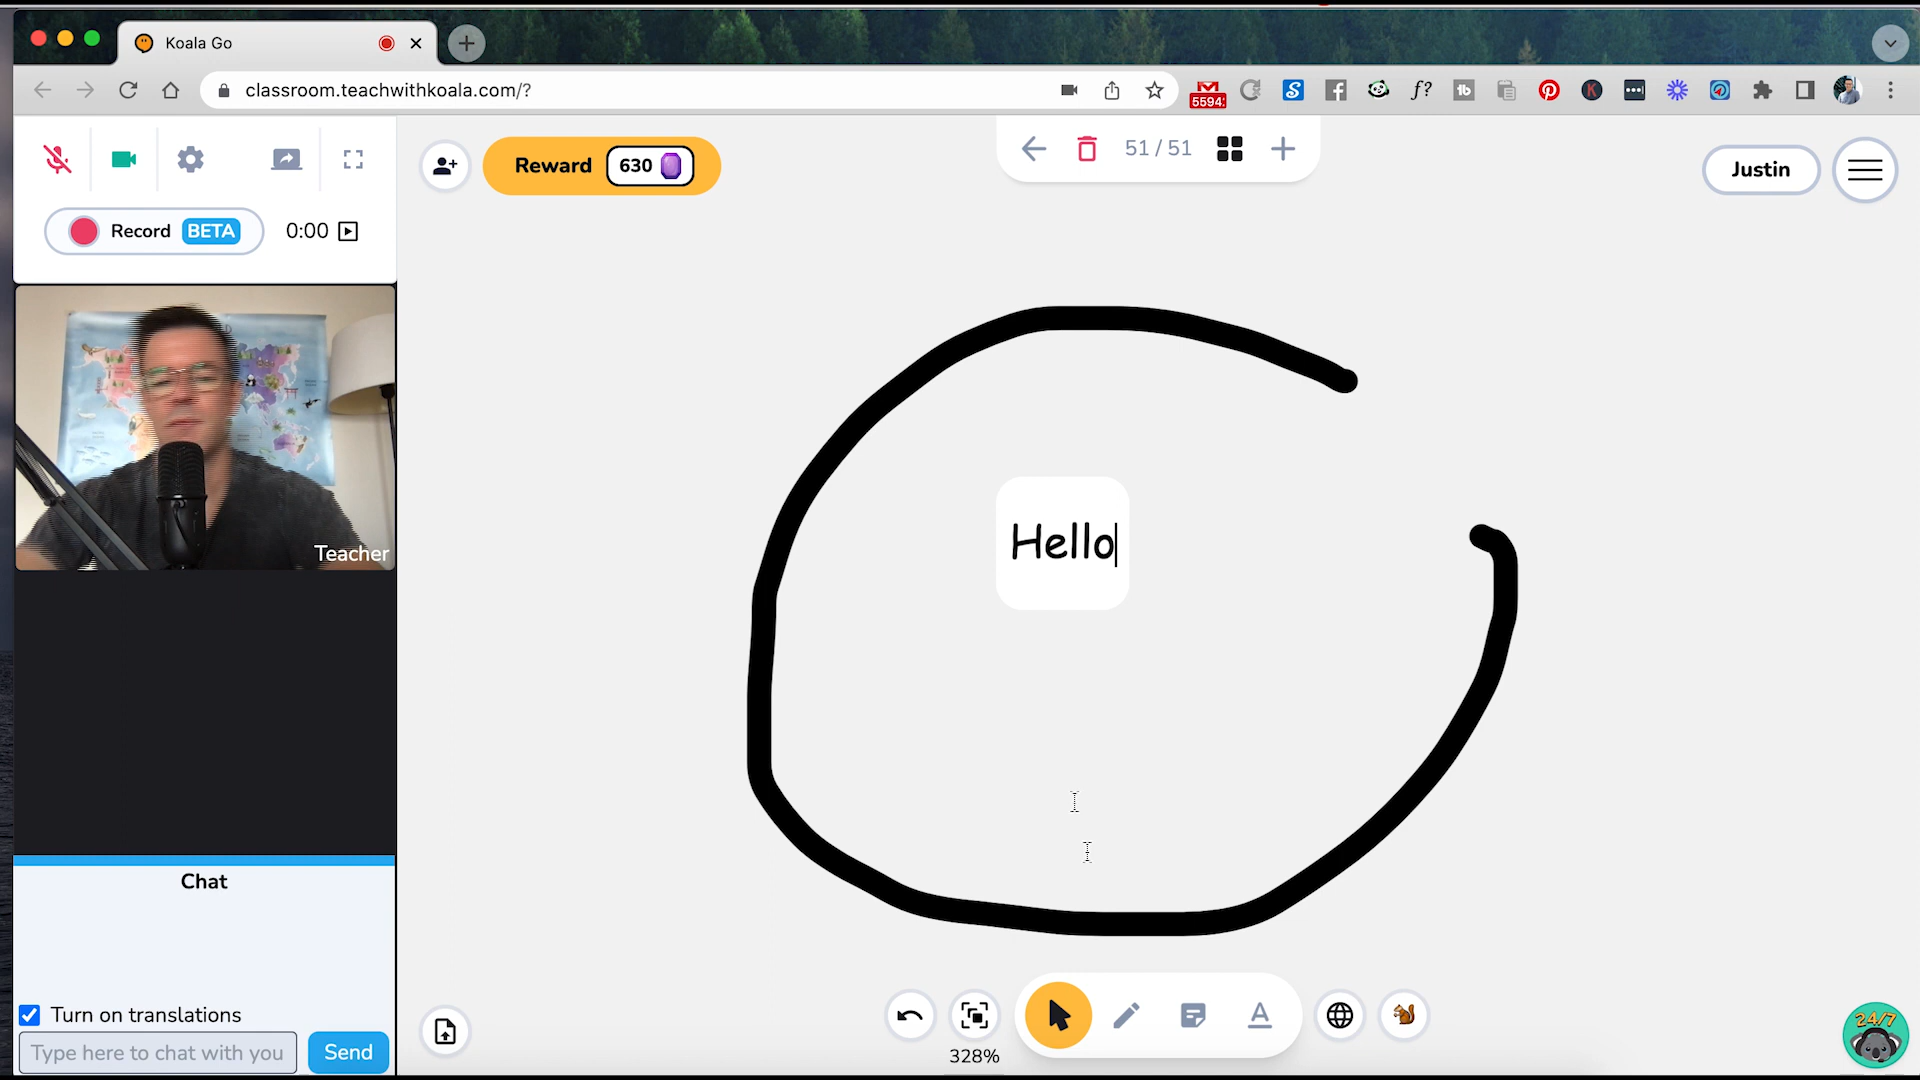 Koala Go
classroom.teachwithkoala.com/?
5594
Reward 630
51 / 51
Justin
Record BETA 0:00
Hello
Teacher
Chat
Turn on translations
Type here to chat with you
Send
328%
24/7